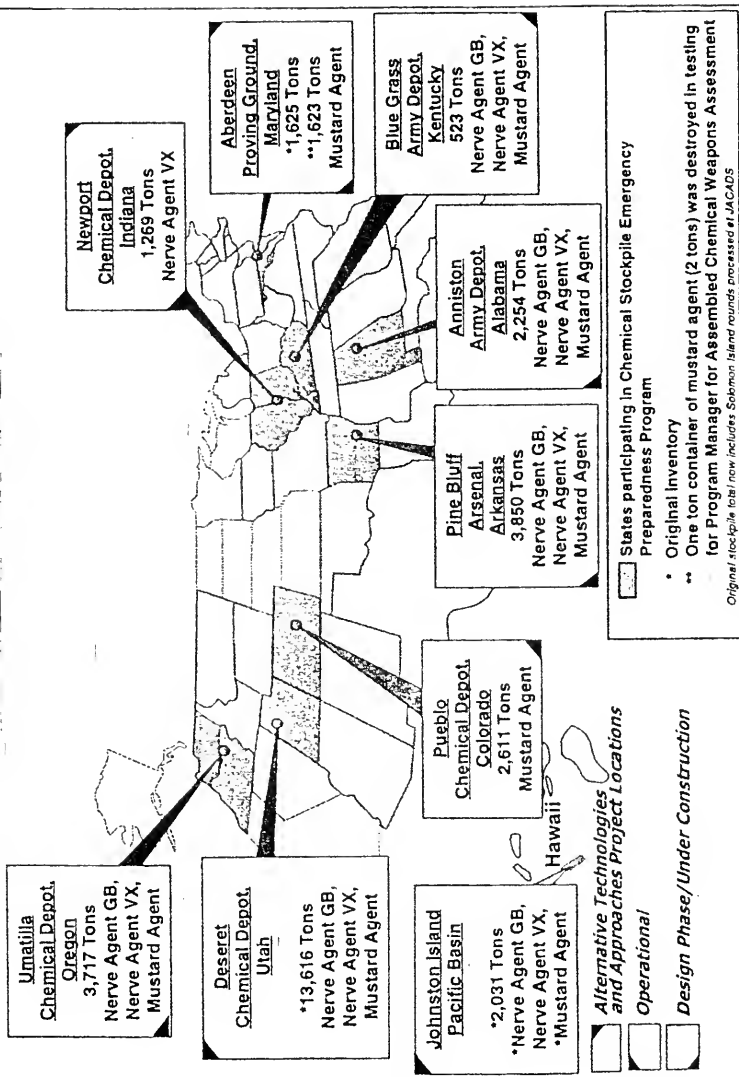 Umatilla
Chemical Depot,
Oregon
3,717 Tons
Nerve Agent GB,
Nerve Agent VX,
Mustard Agent
Deseret
Chemical Depot,
Utah
*13,616 Tons
Nerve Agent GB,
Nerve Agent VX,
Mustard Agent
Johnston Island
Pacific Basin
*2,031 Tons
*Nerve Agent GB,
Nerve Agent VX,
*Mustard Agent
Pueblo
Chemical Depot,
Colorado
2,611 Tons
Mustard Agent
Hawaii
Newport
Chemical Depot,
Indiana
1,269 Tons
Nerve Agent VX
Aberdeen
Proving Ground,
Maryland
*1,625 Tons
**1,623 Tons
Mustard Agent
Blue Grass
Army Depot,
Kentucky
523 Tons
Nerve Agent GB,
Nerve Agent VX,
Mustard Agent
Anniston
Army Depot,
Alabama
2,254 Tons
Nerve Agent GB,
Nerve Agent VX,
Mustard Agent
Pine Bluff
Arsenal,
Arkansas
3,850 Tons
Nerve Agent GB,
Nerve Agent VX,
Mustard Agent
Alternative Technologies
and Approaches Project Locations
Operational
Design Phase/Under Construction
States participating in Chemical Stockpile Emergency
Preparedness Program
* Original Inventory
** One ton container of mustard agent (2 tons) was destroyed in testing
for Program Manager for Assembled Chemical Weapons Assessment
Original stockpile total now includes Solomon Island rounds processed at JACADS